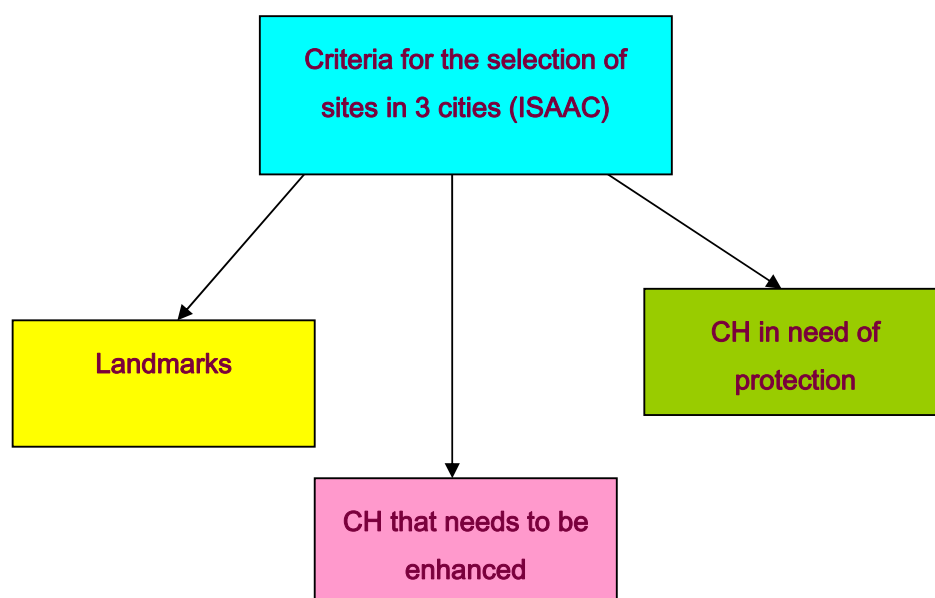 Criteria for the selection of
sites in 3 cities (ISAAC)
Landmarks
CH in need of
protection
CH that needs to be
enhanced